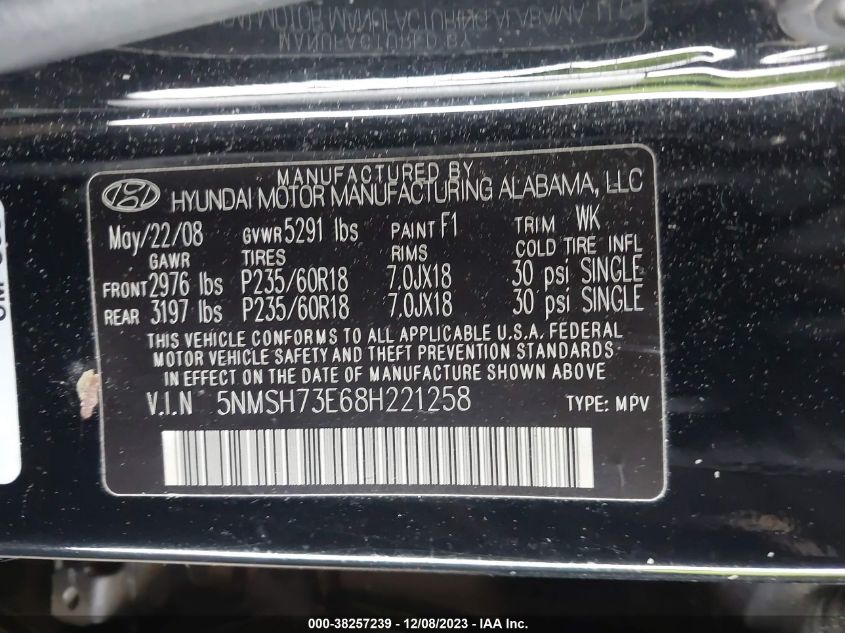 MANUFACTURED BY
HYUNDAI MOTOR MANUFACTURING ALABAMA, LLC
May/22/08 GVWR 5291 lbs PAINT F1 TRIM WK
GAWR TIRES RIMS COLD TIRE INFL
FRONT 2976 lbs P235/60R18 7.0JX18 30 psi SINGLE
REAR 3197 lbs P235/60R18 7.0JX18 30 psi SINGLE
THIS VEHICLE CONFORMS TO ALL APPLICABLE U.S.A. FEDERAL
MOTOR VEHICLE SAFETY AND THEFT PREVENTION STANDARDS
IN EFFECT ON THE DATE OF MANUFACTURE SHOWN ABOVE
V.I.N 5NMSH73E68H221258 TYPE: MPV
000-38257239 - 12/08/2023 - IAA Inc.